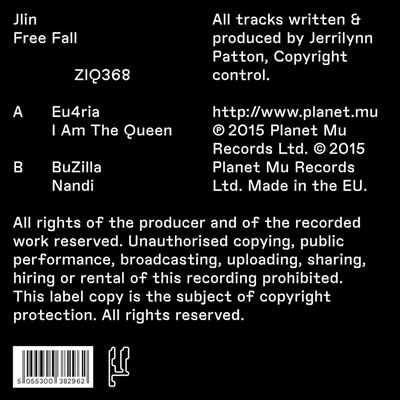 Jlin
Free Fall
ZIQ368
A Eu4ria
I Am The Queen
B BuZilla
Nandi
All tracks written &
produced by Jerrilynn
Patton, Copyright
control.
http://www.planet.mu
℗ 2015 Planet Mu
Records Ltd. © 2015
Planet Mu Records
Ltd. Made in the EU.
All rights of the producer and of the recorded
work reserved. Unauthorised copying, public
performance, broadcasting, uploading, sharing,
hiring or rental of this recording prohibited.
This label copy is the subject of copyright
protection. All rights reserved.
5 055300 382962